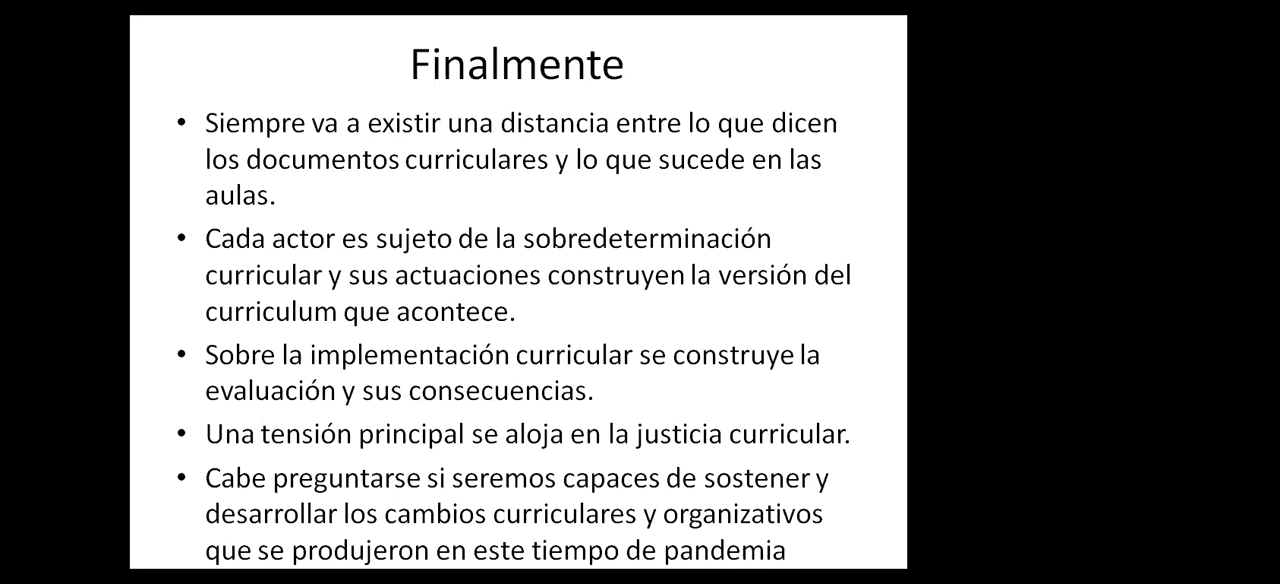 Finalmente
• Siempre va a existir una distancia entre lo que dicen
los documentos curriculares y lo que sucede en las
aulas.
• Cada actor es sujeto de la sobredeterminación
curricular y sus actuaciones construyen la versión del
curriculum que acontece.
• Sobre la implementación curricular se construye la
evaluación y sus consecuencias.
• Una tensión principal se aloja en la justicia curricular.
• Cabe preguntarse si seremos capaces de sostener y
desarrollar los cambios curriculares y organizativos
que se produjeron en este tiempo de pandemia